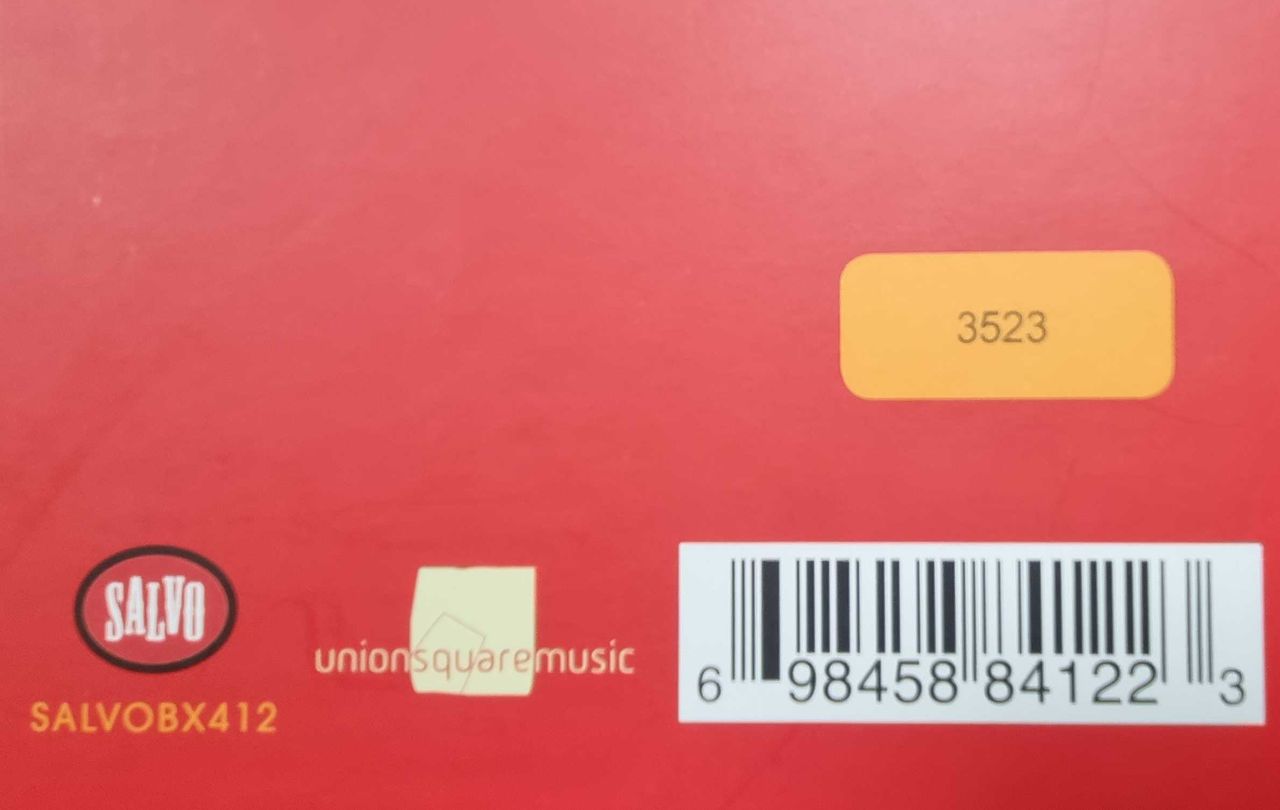 3523
SALVO
unionsquaremusic
SALVOBX412
6 98458 84122 3